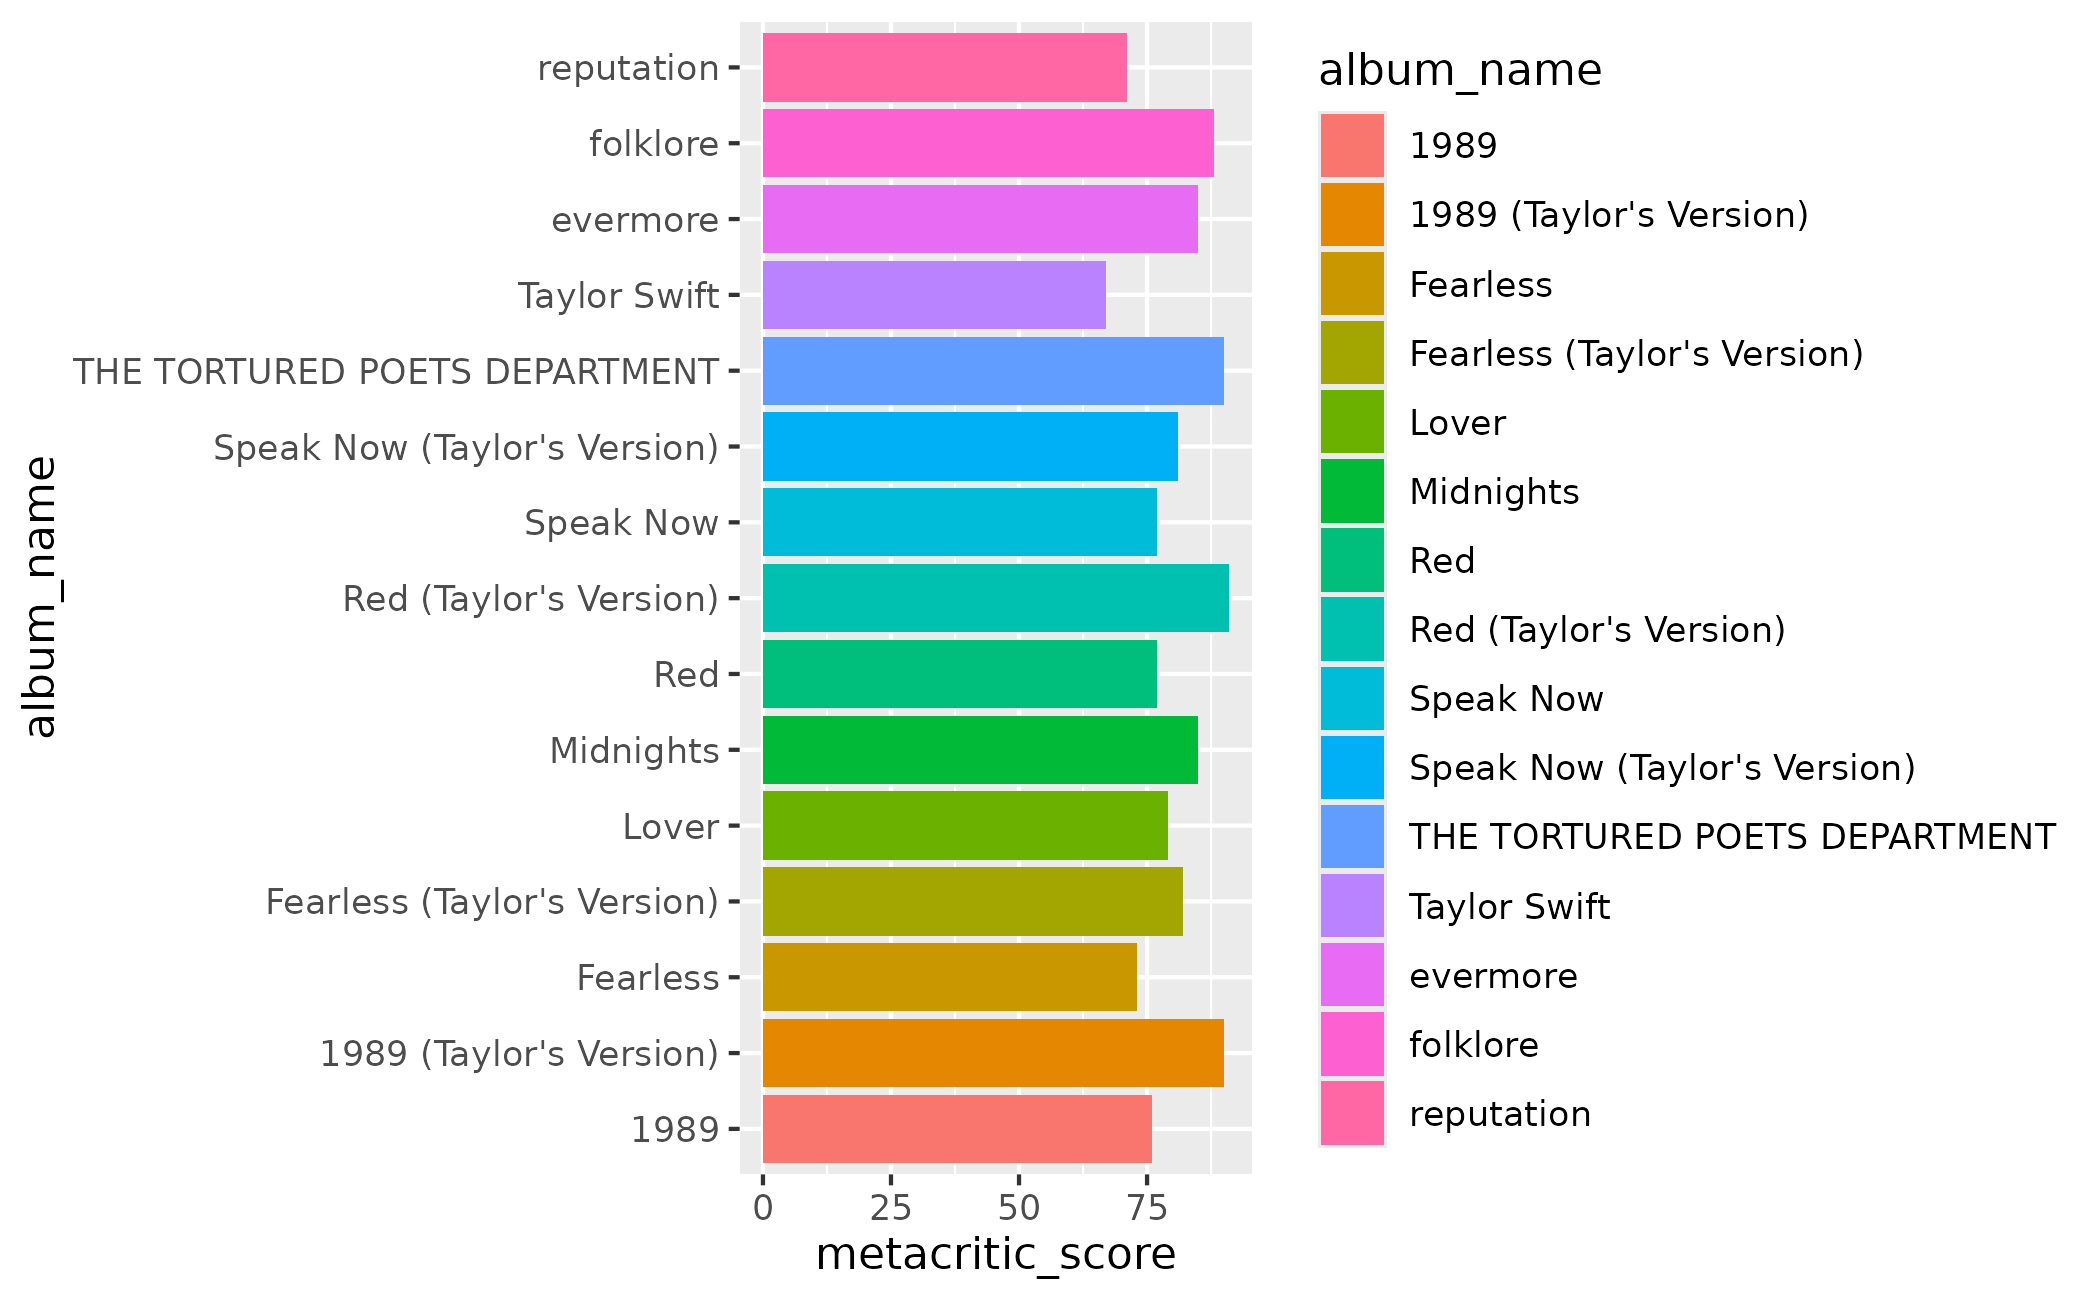 reputation
folklore
evermore
Taylor Swift
THE TORTURED POETS DEPARTMENT
Speak Now (Taylor's Version)
Speak Now
Red (Taylor's Version)
Red
Midnights
Lover
Fearless (Taylor's Version)
Fearless
1989 (Taylor's Version)
1989
album_name
0 25 50 75
metacritic_score
album_name
1989
1989 (Taylor's Version)
Fearless
Fearless (Taylor's Version)
Lover
Midnights
Red
Red (Taylor's Version)
Speak Now
Speak Now (Taylor's Version)
THE TORTURED POETS DEPARTMENT
Taylor Swift
evermore
folklore
reputation